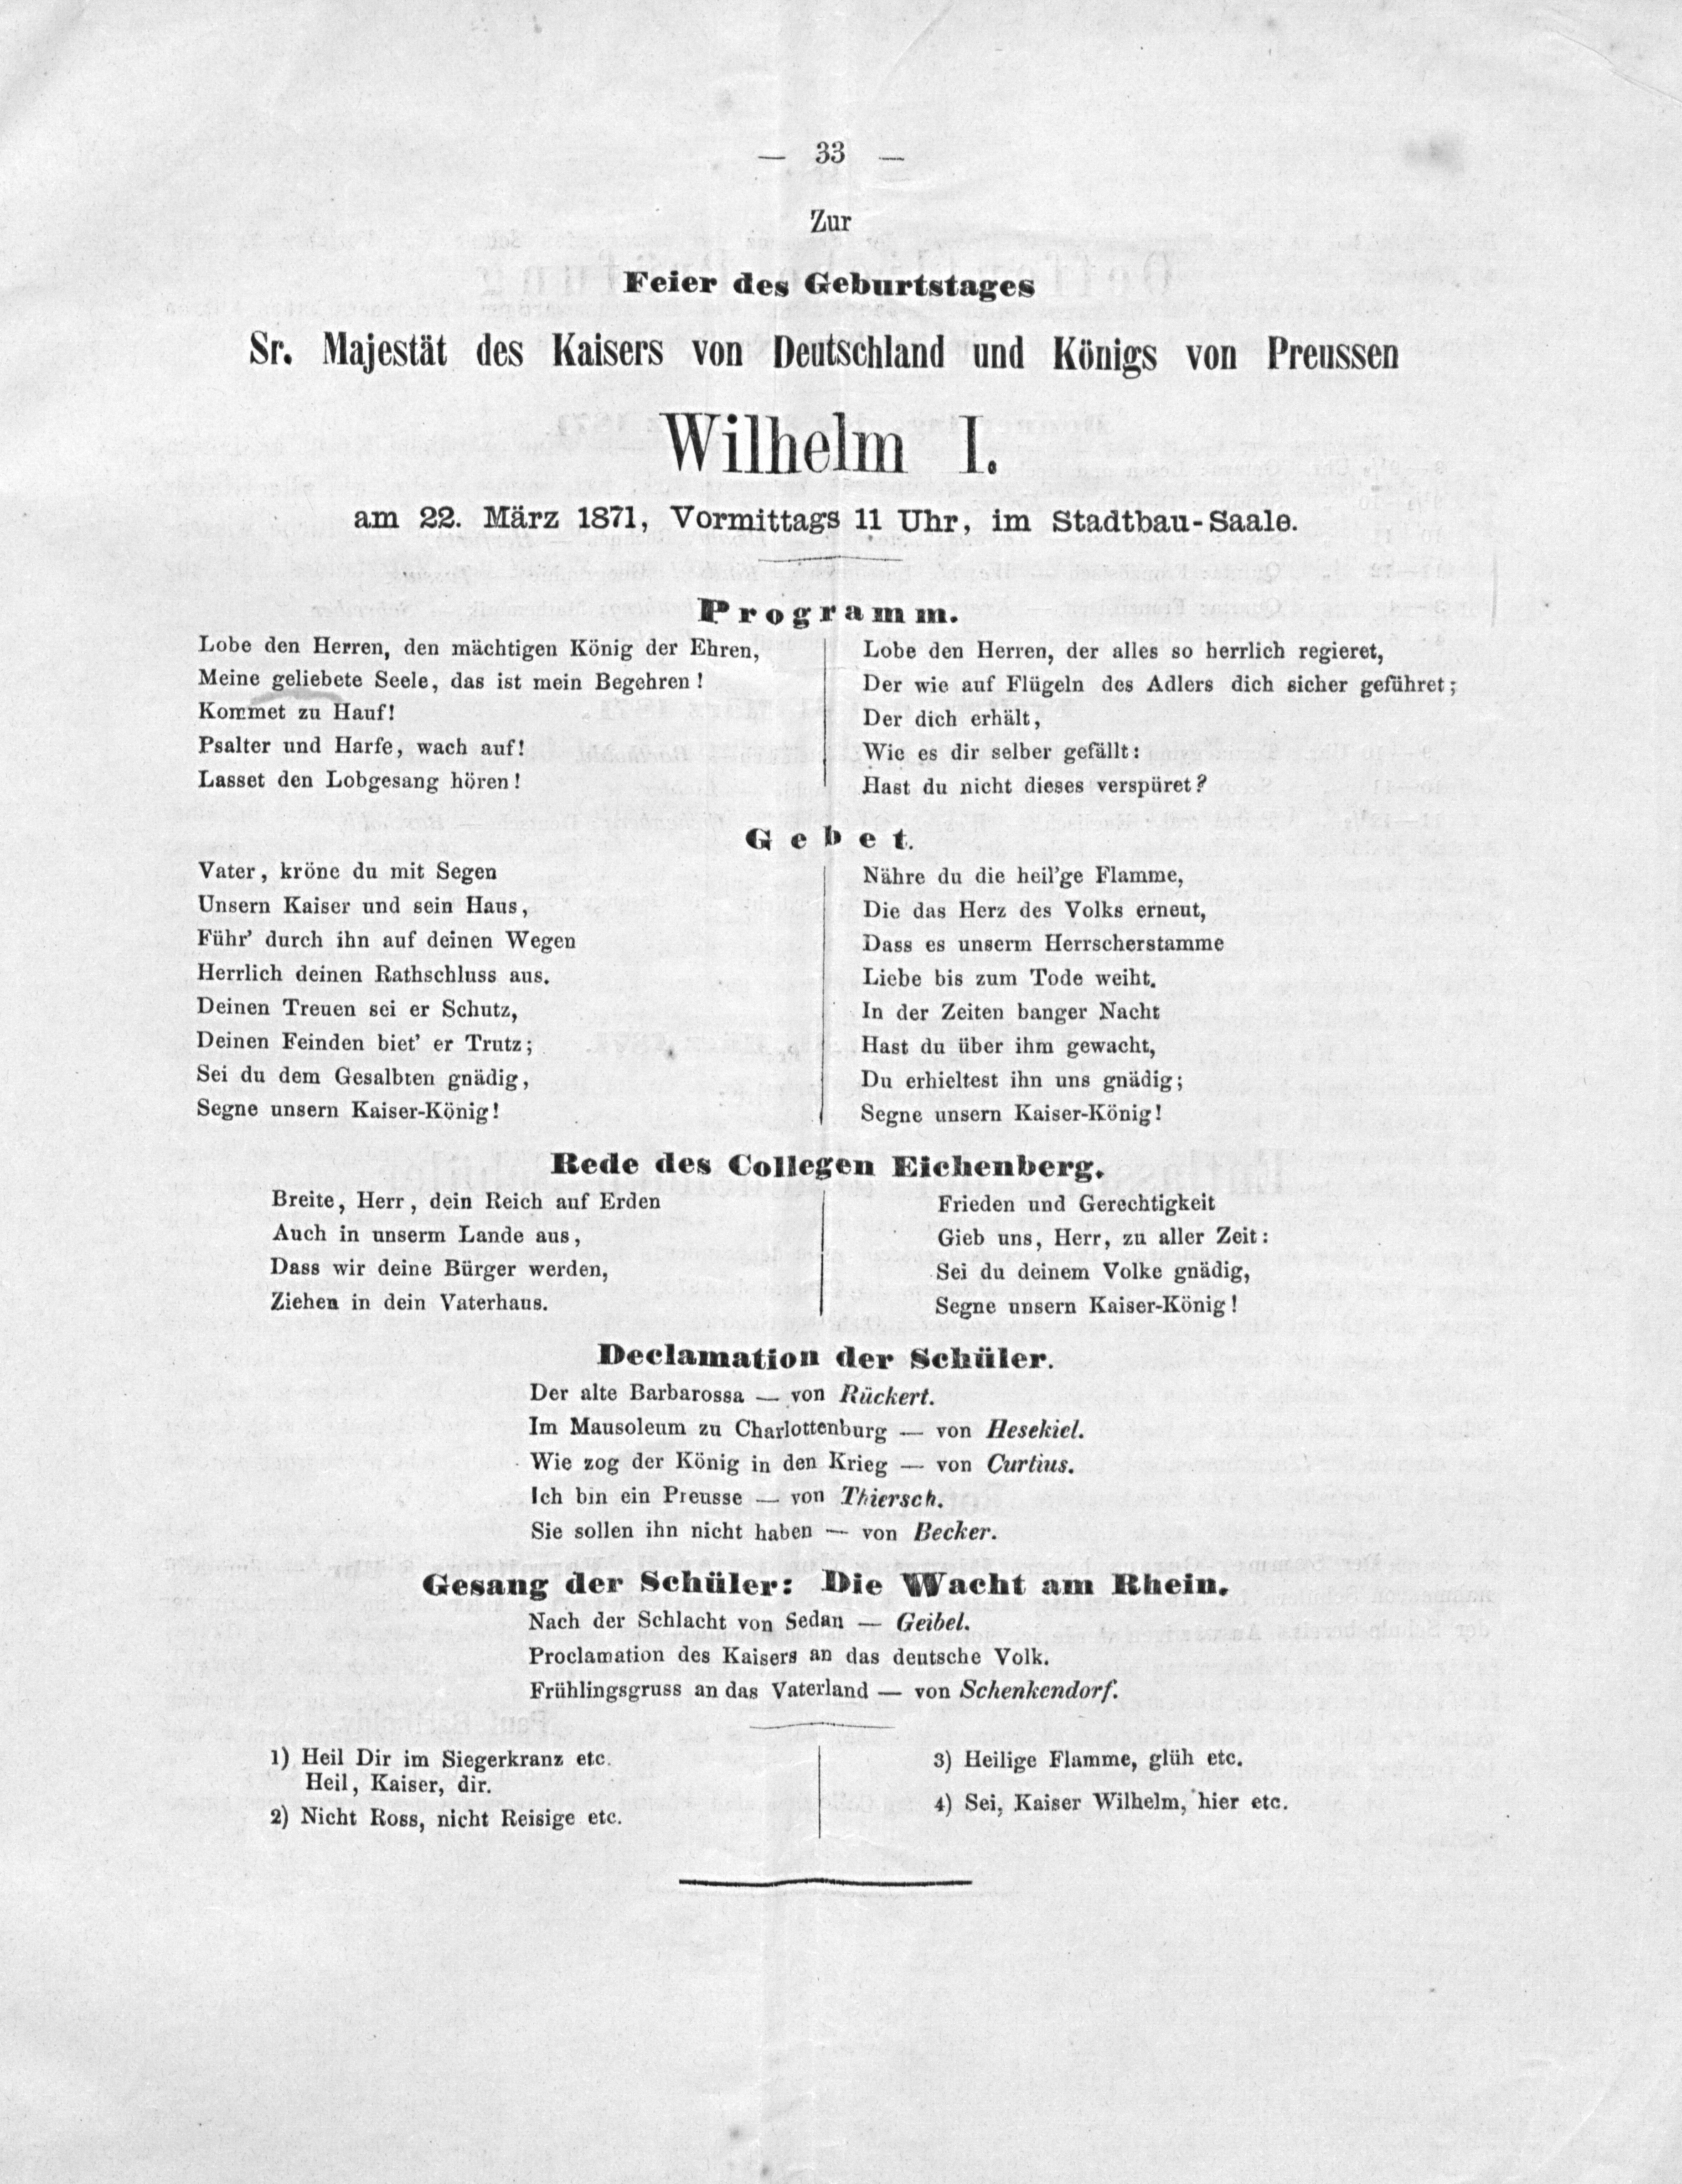 — 33 —
Zur
Feier des Geburtstages
Sr. Majestät des Kaisers von Deutschland und Königs von Preussen
Wilhelm I.
am 22. März 1871, Vormittags 11 Uhr, im Stadtbau-Saale.
Programm.
Lobe den Herren, den mächtigen König der Ehren,
Meine geliebete Seele, das ist mein Begehren!
Kommet zu Hauf!
Psalter und Harfe, wach auf!
Lasset den Lobgesang hören!
Lobe den Herren, der alles so herrlich regieret,
Der wie auf Flügeln des Adlers dich sicher geführet;
Der dich erhält,
Wie es dir selber gefällt:
Hast du nicht dieses verspüret?
Gebet.
Vater, kröne du mit Segen
Unsern Kaiser und sein Haus,
Führ' durch ihn auf deinen Wegen
Herrlich deinen Rathschluss aus.
Deinen Treuen sei er Schutz,
Deinen Feinden biet' er Trutz;
Sei du dem Gesalbten gnädig,
Segne unsern Kaiser-König!
Nähre du die heil'ge Flamme,
Die das Herz des Volks erneut,
Dass es unserm Herrscherstamme
Liebe bis zum Tode weiht.
In der Zeiten banger Nacht
Hast du über ihm gewacht,
Du erhieltest ihn uns gnädig;
Segne unsern Kaiser-König!
Rede des Collegen Eichenberg.
Breite, Herr, dein Reich auf Erden
Auch in unserm Lande aus,
Dass wir deine Bürger werden,
Ziehen in dein Vaterhaus.
Frieden und Gerechtigkeit
Gieb uns, Herr, zu aller Zeit:
Sei du deinem Volke gnädig,
Segne unsern Kaiser-König!
Declamation der Schüler.
Der alte Barbarossa — von Rückert.
Im Mausoleum zu Charlottenburg — von Hesekiel.
Wie zog der König in den Krieg — von Curtius.
Ich bin ein Preusse — von Thiersch.
Sie sollen ihn nicht haben — von Becker.
Gesang der Schüler: Die Wacht am Rhein.
Nach der Schlacht von Sedan — Geibel.
Proclamation des Kaisers an das deutsche Volk.
Frühlingsgruss an das Vaterland — von Schenkendorf.
1) Heil Dir im Siegerkranz etc.
Heil, Kaiser, dir.
2) Nicht Ross, nicht Reisige etc.
3) Heilige Flamme, glüh etc.
4) Sei, Kaiser Wilhelm, hier etc.